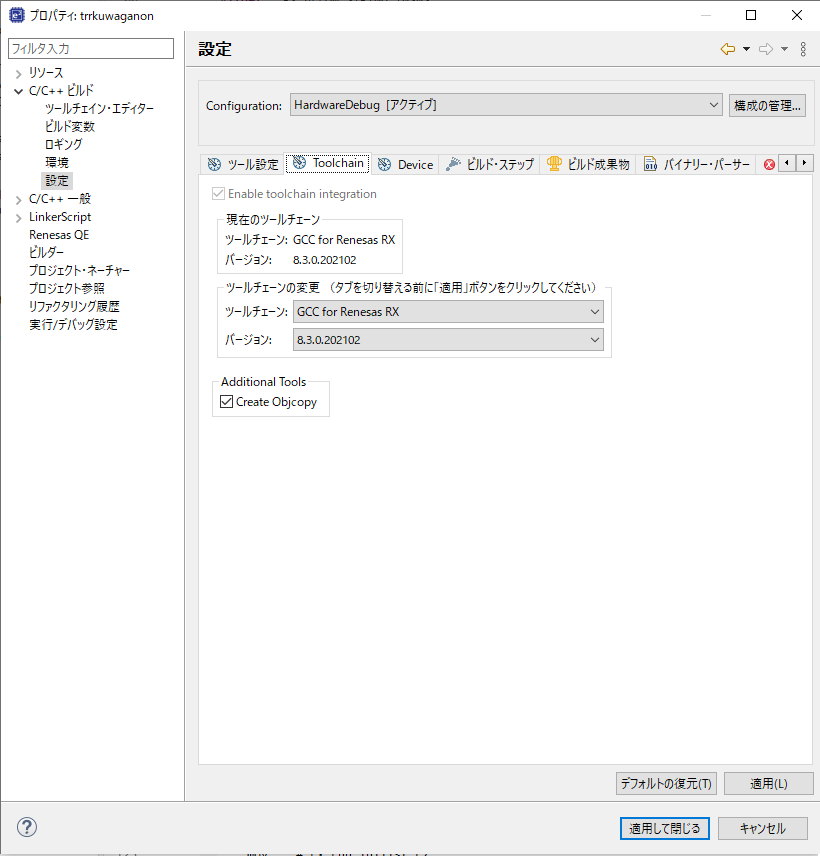 プロパティ: trrkuwaganon
フィルタ入力
リソース
C/C++ ビルド
ツールチェイン・エディター
ビルド変数
ロギング
環境
設定
C/C++ 一般
LinkerScript
Renesas QE
ビルダー
プロジェクト・ネーチャー
プロジェクト参照
リファクタリング履歴
実行/デバッグ設定
設定
Configuration: HardwareDebug [アクティブ] 構成の管理...
ツール設定 Toolchain Device ビルド・ステップ ビルド成果物 バイナリー・パーサー
Enable toolchain integration
現在のツールチェーン
ツールチェーン: GCC for Renesas RX
バージョン: 8.3.0.202102
ツールチェーンの変更 （タブを切り替える前に「適用」ボタンをクリックしてください）
ツールチェーン: GCC for Renesas RX
バージョン: 8.3.0.202102
Additional Tools
Create Objcopy
デフォルトの復元(T) 適用(L)
適用して閉じる キャンセル